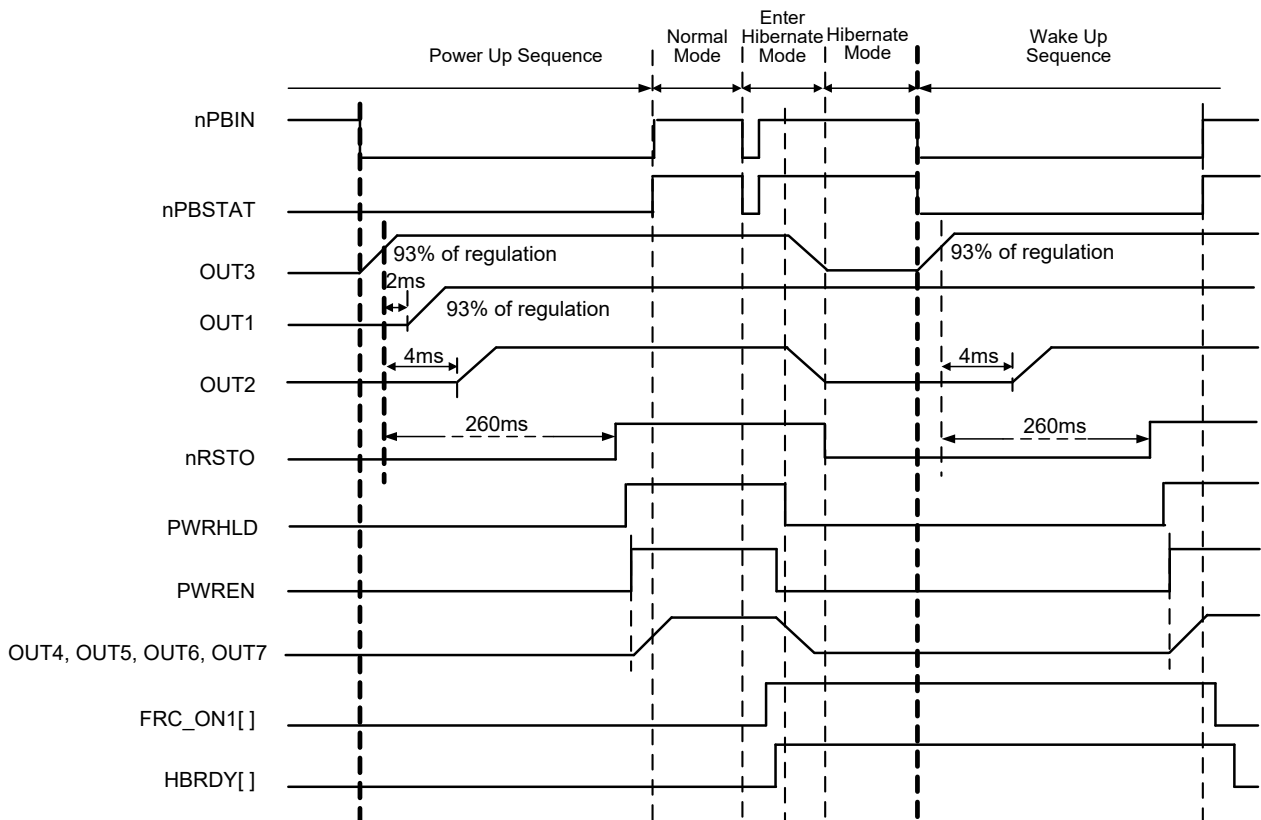 Power Up Sequence
Normal
Mode
Enter
Hibernate
Mode
Hibernate
Mode
Wake Up
Sequence
nPBIN
nPBSTAT
OUT3
93% of regulation
93% of regulation
2ms
OUT1
93% of regulation
OUT2
4ms
4ms
nRSTO
260ms
260ms
PWRHLD
PWREN
OUT4, OUT5, OUT6, OUT7
FRC_ON1[ ]
HBRDY[ ]